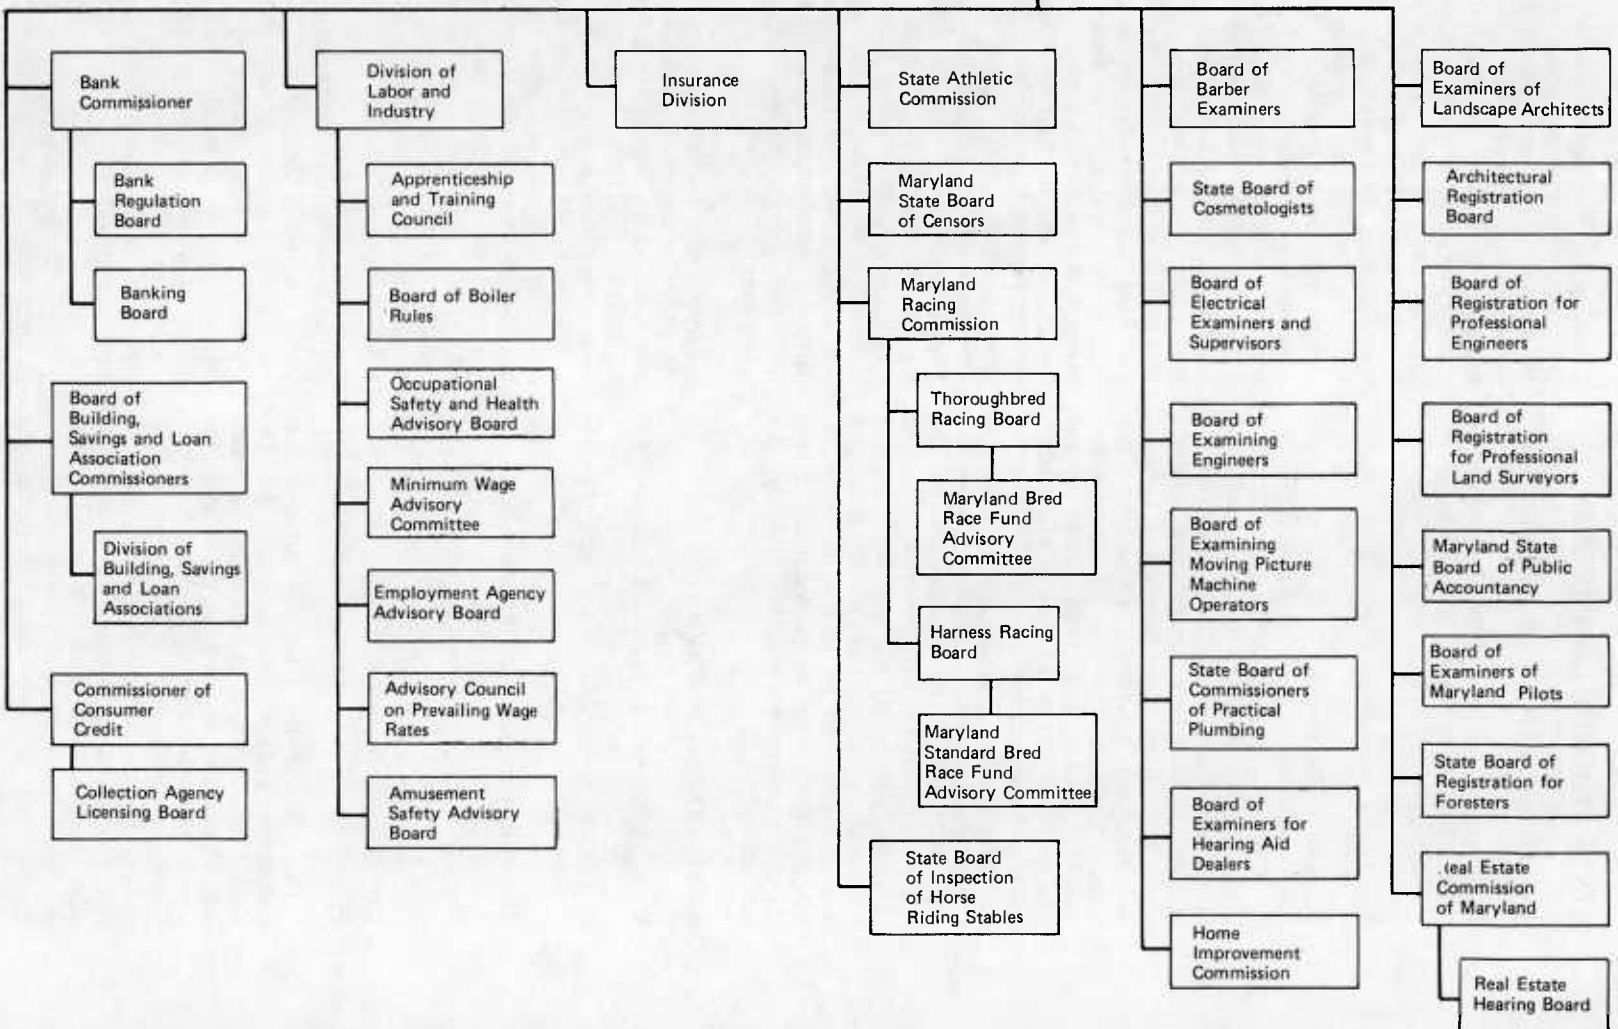 Bank
Commissioner
Bank
Regulation
Board
Banking
Board
Board of
Building,
Savings and Loan
Association
Commissioners
Division of
Building, Savings
and Loan
Associations
Commissioner of
Consumer
Credit
Collection Agency
Licensing Board
Division of
Labor and
Industry
Apprenticeship
and Training
Council
Board of Boiler
Rules
Occupational
Safety and Health
Advisory Board
Minimum Wage
Advisory
Committee
Employment Agency
Advisory Board
Advisory Council
on Prevailing Wage
Rates
Amusement
Safety Advisory
Board
Insurance
Division
State Athletic
Commission
Maryland
State Board
of Censors
Maryland
Racing
Commission
Thoroughbred
Racing Board
Maryland Bred
Race Fund
Advisory
Committee
Harness Racing
Board
Maryland
Standard Bred
Race Fund
Advisory Committee
State Board
of Inspection
of Horse
Riding Stables
Board of
Barber
Examiners
State Board of
Cosmetologists
Board of
Electrical
Examiners and
Supervisors
Board of
Examining
Engineers
Board of
Examining
Moving Picture
Machine
Operators
State Board of
Commissioners
of Practical
Plumbing
Board of
Examiners for
Hearing Aid
Dealers
Home
Improvement
Commission
Board of
Examiners of
Landscape Architects
Architectural
Registration
Board
Board of
Registration for
Professional
Engineers
Board of
Registration
for Professional
Land Surveyors
Maryland State
Board of Public
Accountancy
Board of
Examiners of
Maryland Pilots
State Board of
Registration for
Foresters
Real Estate
Commission
of Maryland
Real Estate
Hearing Board